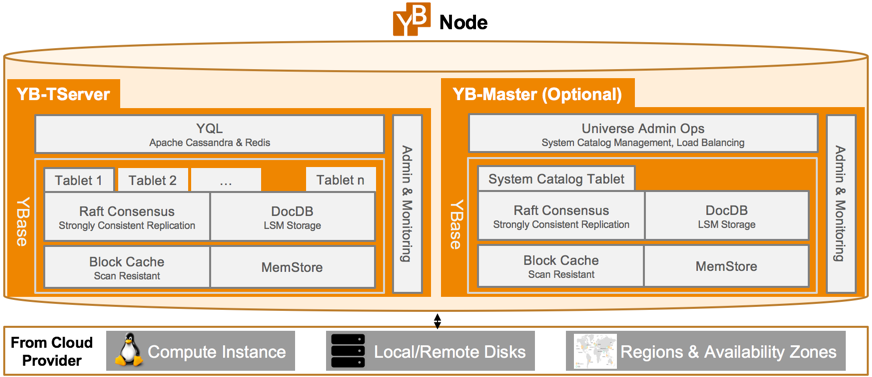 YB Node
YB-TServer
YQL
Apache Cassandra & Redis
YBase
Tablet 1
Tablet 2
...
Tablet n
Raft Consensus
Strongly Consistent Replication
DocDB
LSM Storage
Block Cache
Scan Resistant
MemStore
Admin & Monitoring
YB-Master (Optional)
Universe Admin Ops
System Catalog Management, Load Balancing
YBase
System Catalog Tablet
Raft Consensus
Strongly Consistent Replication
DocDB
LSM Storage
Block Cache
Scan Resistant
MemStore
Admin & Monitoring
From Cloud
Provider
Compute Instance
Local/Remote Disks
Regions & Availability Zones